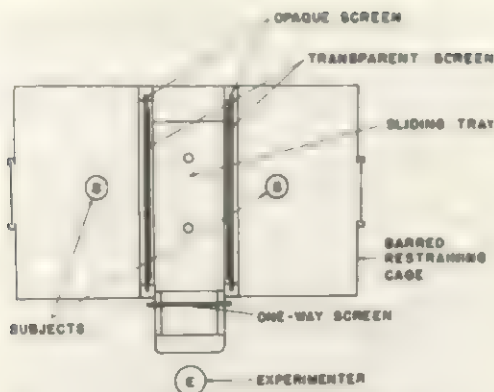 OPAQUE SCREEN
TRANSPARENT SCREEN
SLIDING TRAY
S
S
BARRED
RESTRAINING
CAGE
SUBJECTS
ONE-WAY SCREEN
E
EXPERIMENTER